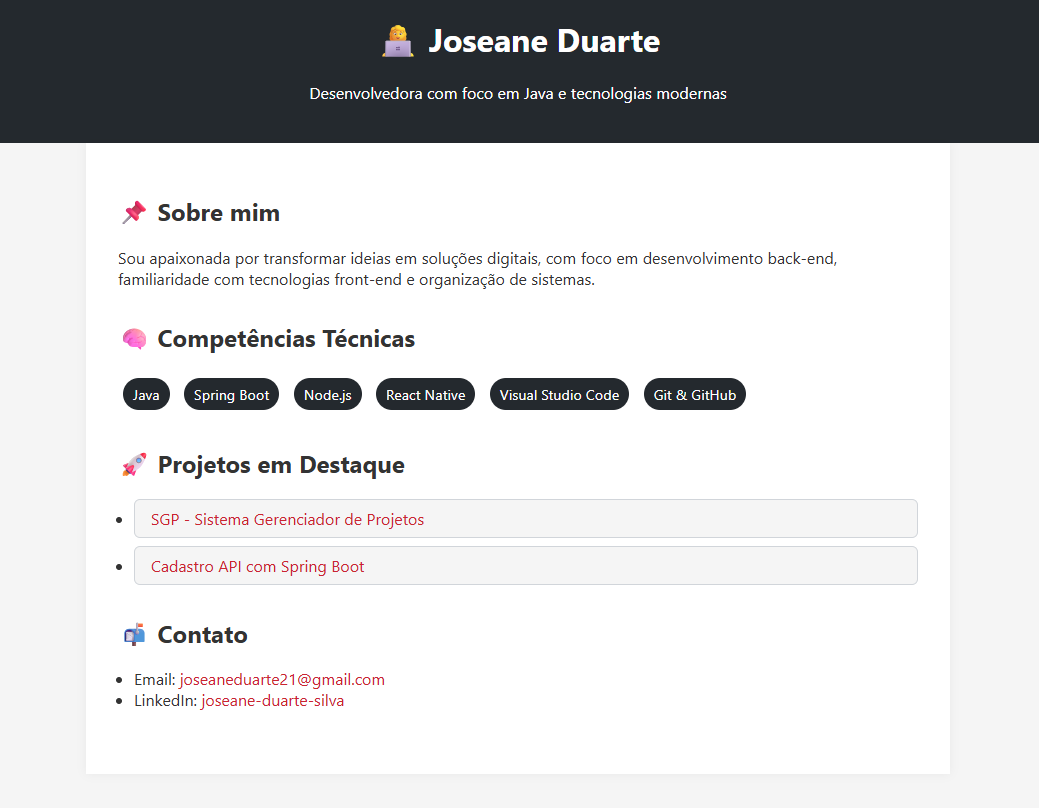 Joseane Duarte
Desenvolvedora com foco em Java e tecnologias modernas
Sobre mim
Sou apaixonada por transformar ideias em soluções digitais, com foco em desenvolvimento back-end,
familiaridade com tecnologias front-end e organização de sistemas.
Competências Técnicas
Java Spring Boot Node.js React Native Visual Studio Code Git & GitHub
Projetos em Destaque
SGP - Sistema Gerenciador de Projetos
Cadastro API com Spring Boot
Contato
Email: joseaneduarte21@gmail.com
LinkedIn: joseane-duarte-silva